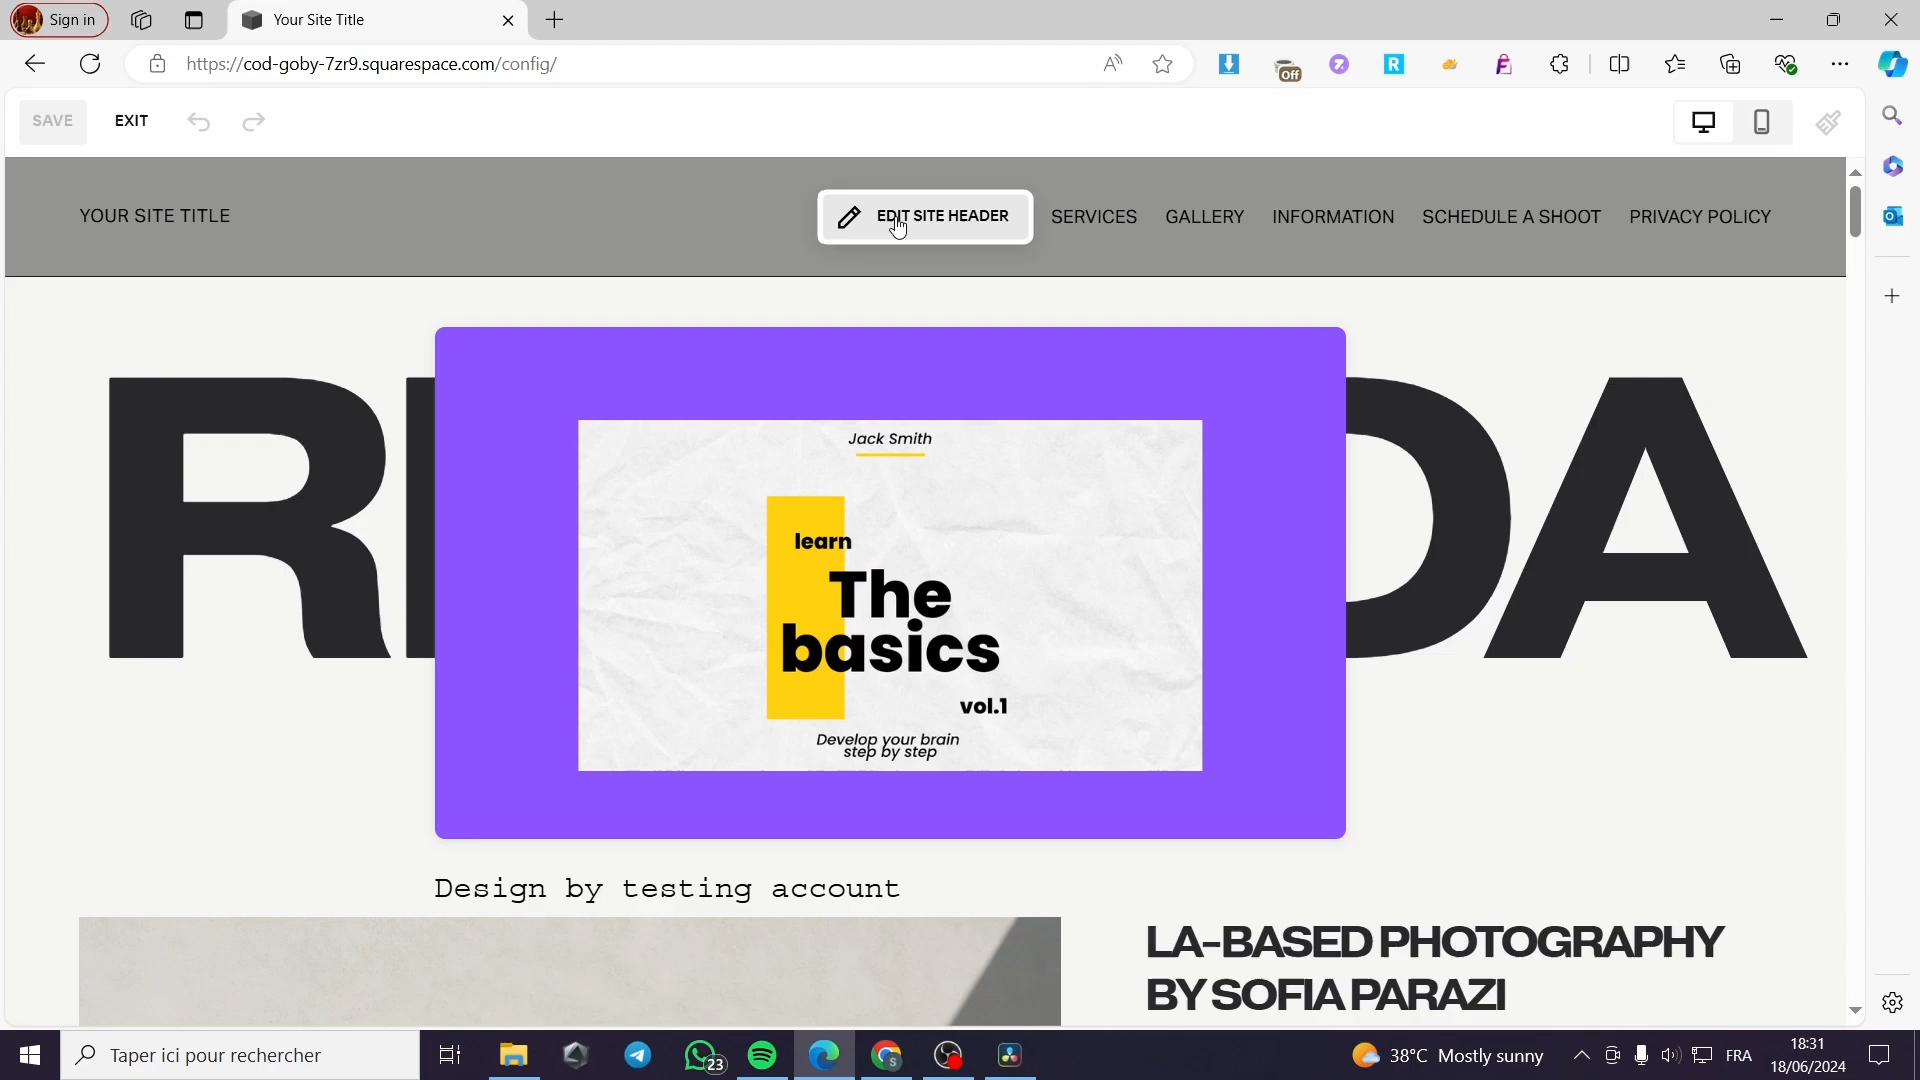 Sign in
Your Site Title
https://cod-goby-7zr9.squarespace.com/config/
Off
SAVE
EXIT
YOUR SITE TITLE
EDIT SITE HEADER
SERVICES
GALLERY
INFORMATION
SCHEDULE A SHOOT
PRIVACY POLICY
Jack Smith
learn
The
basics
vol.1
Develop your brain
step by step
Design by testing account
LA-BASED PHOTOGRAPHY
BY SOFIA PARAZI
Taper ici pour rechercher
23
38°C Mostly sunny
FRA
18:31
18/06/2024